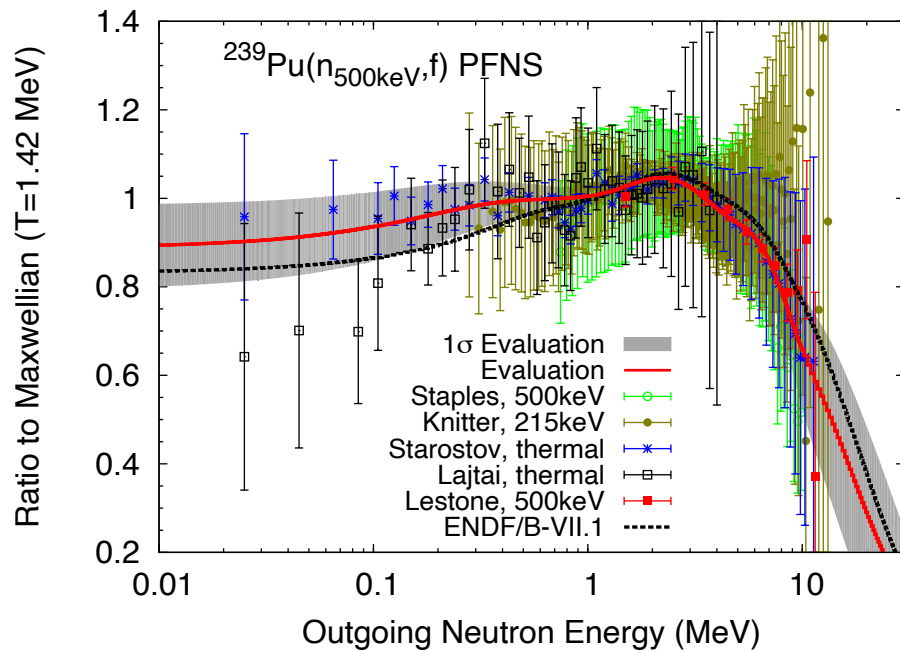 1.4
1.2
1
0.8
0.6
0.4
0.2
Ratio to Maxwellian (T=1.42 MeV)
²³⁹Pu(n₅₀₀ₖₑᵥ,f) PFNS
1σ Evaluation
Evaluation
Staples, 500keV
Knitter, 215keV
Starostov, thermal
Lajtai, thermal
Lestone, 500keV
ENDF/B-VII.1
0.01
0.1
1
10
Outgoing Neutron Energy (MeV)